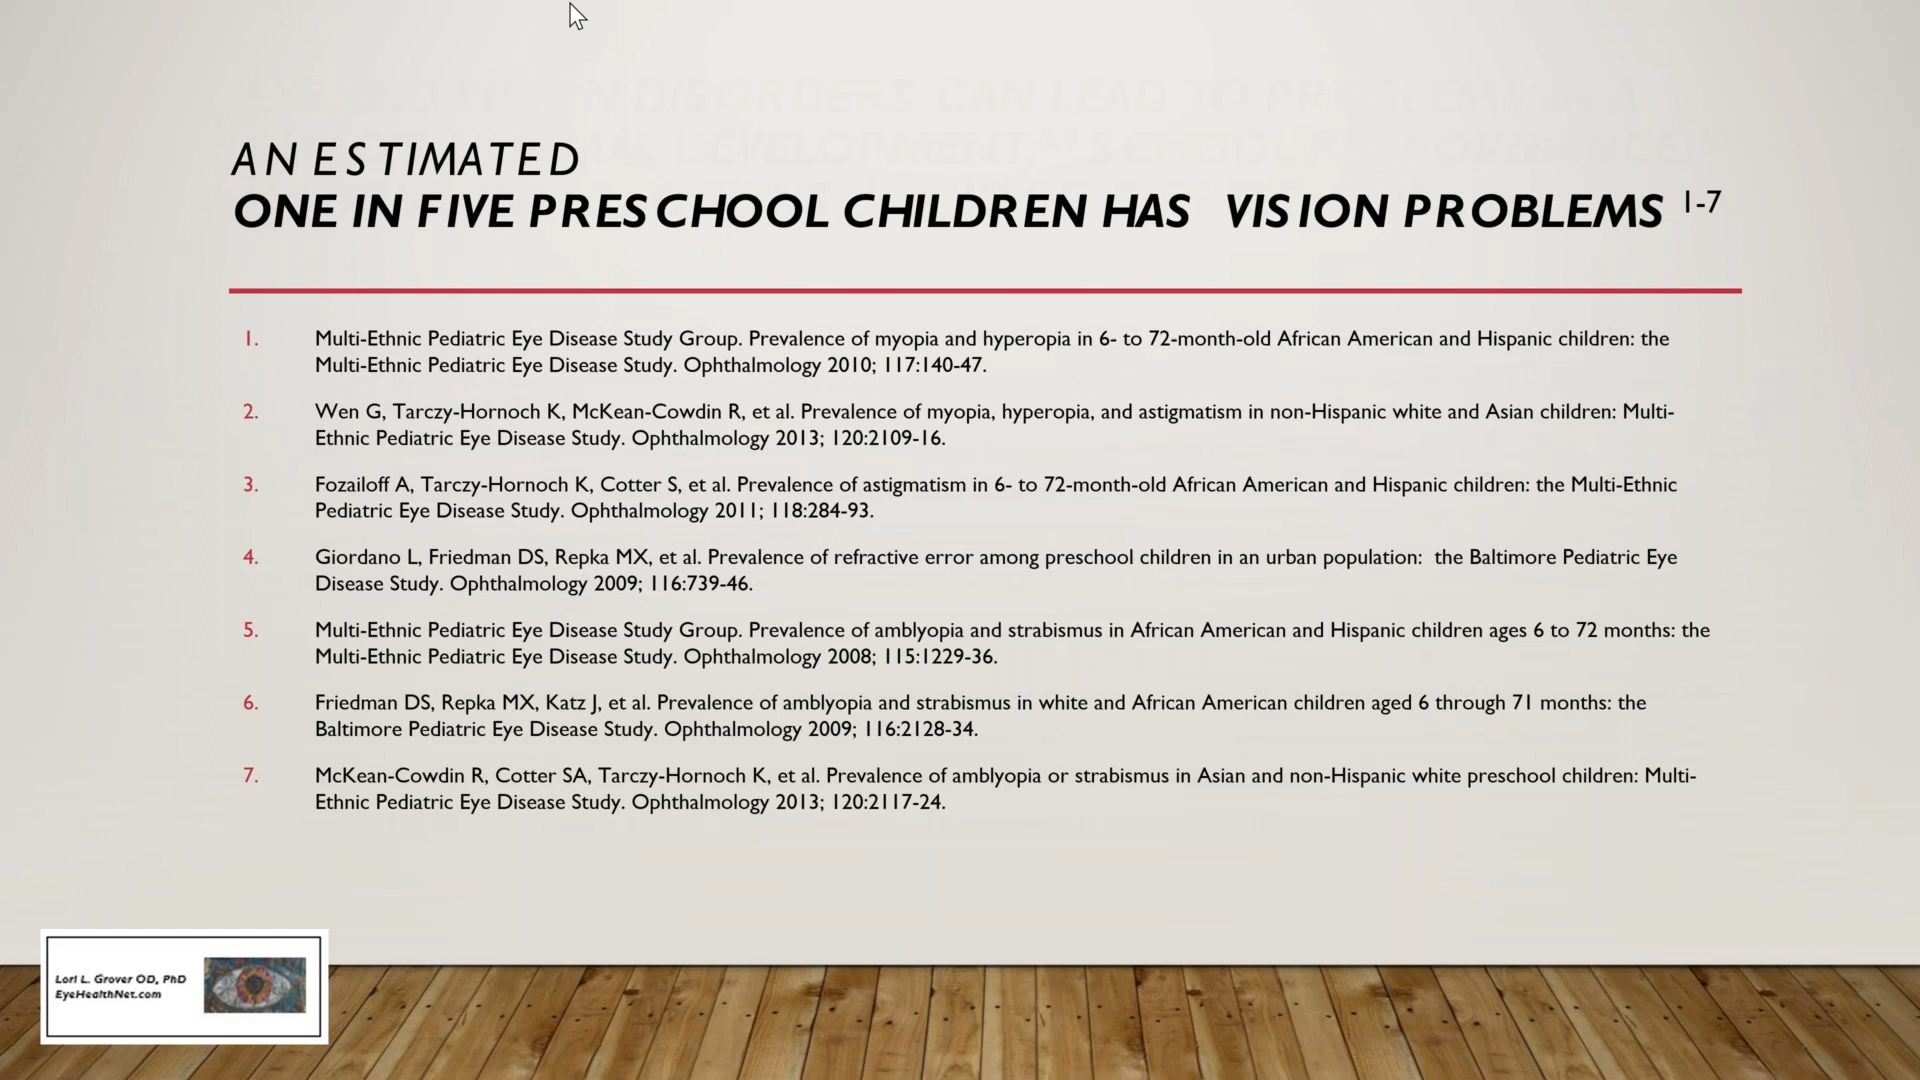 AN ESTIMATED
ONE IN FIVE PRESCHOOL CHILDREN HAS VISION PROBLEMS 1-7
1. Multi-Ethnic Pediatric Eye Disease Study Group. Prevalence of myopia and hyperopia in 6- to 72-month-old African American and Hispanic children: the
Multi-Ethnic Pediatric Eye Disease Study. Ophthalmology 2010; 117:140-47.
2. Wen G, Tarczy-Hornoch K, McKean-Cowdin R, et al. Prevalence of myopia, hyperopia, and astigmatism in non-Hispanic white and Asian children: Multi-
Ethnic Pediatric Eye Disease Study. Ophthalmology 2013; 120:2109-16.
3. Fozailoff A, Tarczy-Hornoch K, Cotter S, et al. Prevalence of astigmatism in 6- to 72-month-old African American and Hispanic children: the Multi-Ethnic
Pediatric Eye Disease Study. Ophthalmology 2011; 118:284-93.
4. Giordano L, Friedman DS, Repka MX, et al. Prevalence of refractive error among preschool children in an urban population: the Baltimore Pediatric Eye
Disease Study. Ophthalmology 2009; 116:739-46.
5. Multi-Ethnic Pediatric Eye Disease Study Group. Prevalence of amblyopia and strabismus in African American and Hispanic children ages 6 to 72 months: the
Multi-Ethnic Pediatric Eye Disease Study. Ophthalmology 2008; 115:1229-36.
6. Friedman DS, Repka MX, Katz J, et al. Prevalence of amblyopia and strabismus in white and African American children aged 6 through 71 months: the
Baltimore Pediatric Eye Disease Study. Ophthalmology 2009; 116:2128-34.
7. McKean-Cowdin R, Cotter SA, Tarczy-Hornoch K, et al. Prevalence of amblyopia or strabismus in Asian and non-Hispanic white preschool children: Multi-
Ethnic Pediatric Eye Disease Study. Ophthalmology 2013; 120:2117-24.
Lori L. Grover OD, PhD
EyeHealthNet.com